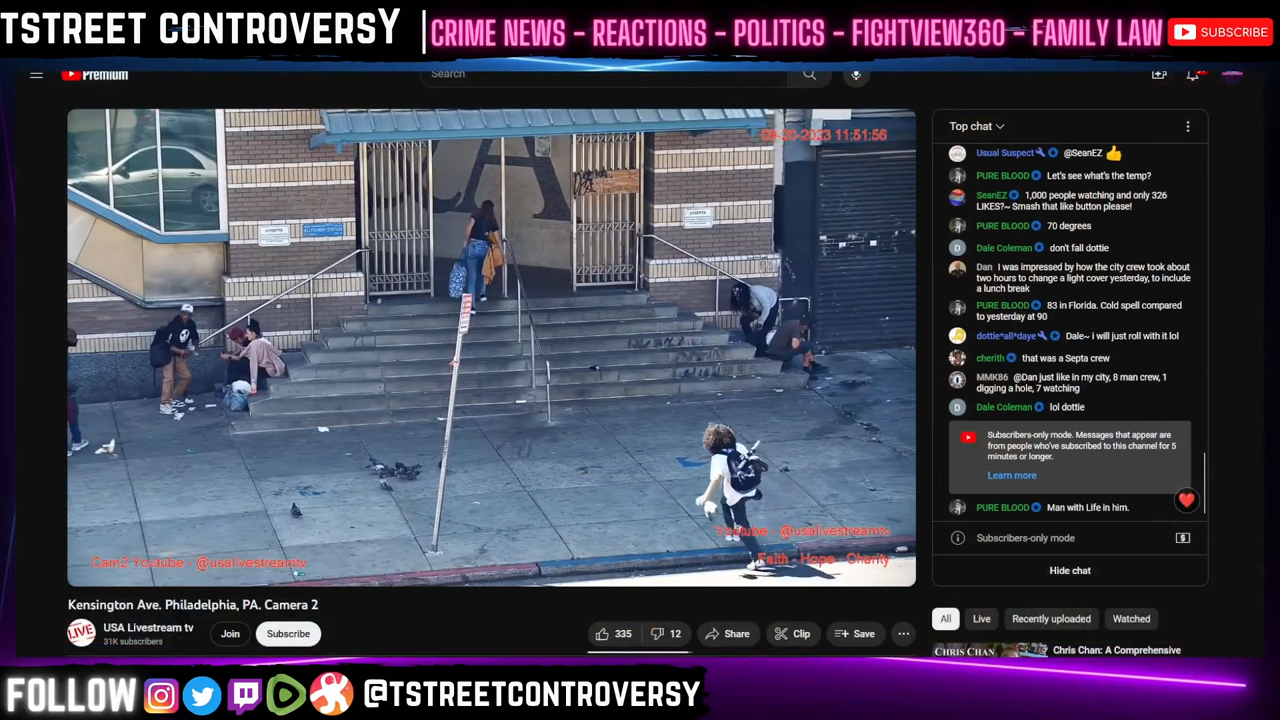 TSTREET CONTROVERSY
CRIME NEWS - REACTIONS - POLITICS - FIGHTVIEW360 - FAMILY LAW
SUBSCRIBE
Premium
Search
09-20-2023 11:51:56
ALLEGHENY STATION
Cam2 Youtube - @usalivestreamtv
Youtube - @usalivestreamtv
Faith - Hope - Charity
Kensington Ave. Philadelphia, PA. Camera 2
LIVE
USA Livestream tv
31K subscribers
Join
Subscribe
335
12
Share
Clip
Save
Top chat
Usual Suspect @SeanEZ
PURE BLOOD Let's see what's the temp?
SeanEZ 1,000 people watching and only 326
LIKES?~ Smash that like button please!
PURE BLOOD 70 degrees
D Dale Coleman don't fall dottie
Dan I was impressed by how the city crew took about
two hours to change a light cover yesterday, to include
a lunch break
PURE BLOOD 83 in Florida. Cold spell compared
to yesterday at 90
dottie*all*daye Dale~ i will just roll with it lol
cherith that was a Septa crew
MMK86 @Dan just like in my city, 8 man crew, 1
digging a hole, 7 watching
D Dale Coleman lol dottie
Subscribers-only mode. Messages that appear are
from people who've subscribed to this channel for 5
minutes or longer.
Learn more
PURE BLOOD Man with Life in him.
Subscribers-only mode
Hide chat
All
Live
Recently uploaded
Watched
CHRIS CHAN
Chris Chan: A Comprehensive
FOLLOW
@TSTREETCONTROVERSY